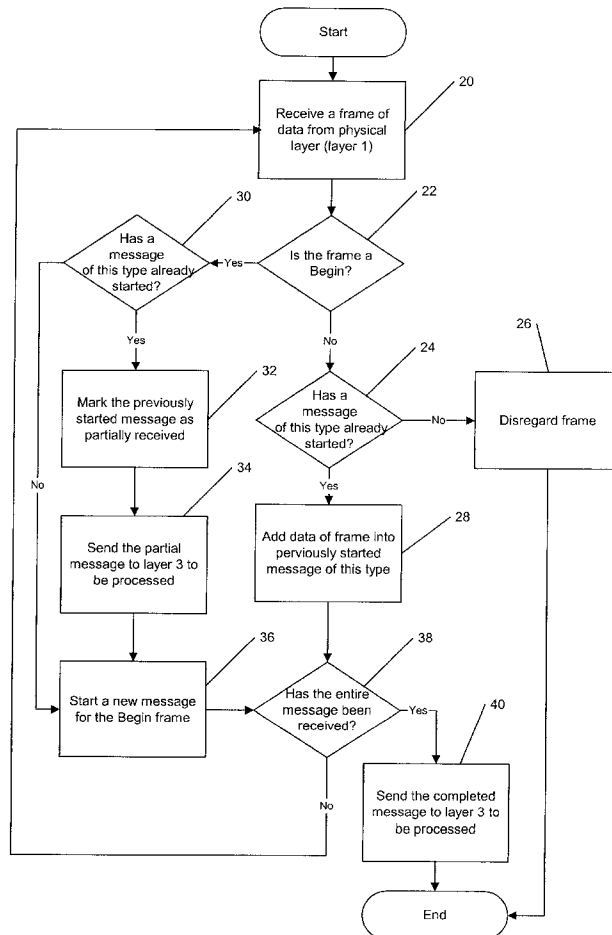 Start
20
Receive a frame of
data from physical
layer (layer 1)
22
Is the frame a
Begin?
Yes
30
Has a
message
of this type already
started?
Yes
No
No
24
Has a
message
of this type already
started?
No
26
Disregard frame
32
Mark the previously
started message as
partially received
Yes
34
Send the partial
message to layer 3 to
be processed
28
Add data of frame into
perviously started
message of this type
36
Start a new message
for the Begin frame
38
Has the entire
message been
received?
Yes
40
No
Send the completed
message to layer 3 to
be processed
End